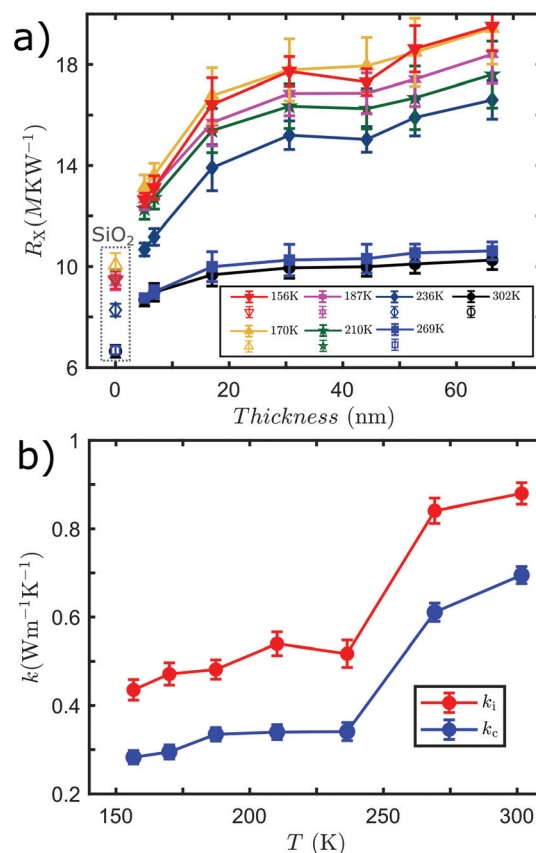 a)
R_X (MKW⁻¹)
18
14
10
6
SiO₂
156K 187K 236K 302K
170K 210K 269K
0 20 40 60
Thickness (nm)
b)
k(Wm⁻¹K⁻¹)
1
0.8
0.6
0.4
0.2
k_i
k_c
150 200 250 300
T (K)